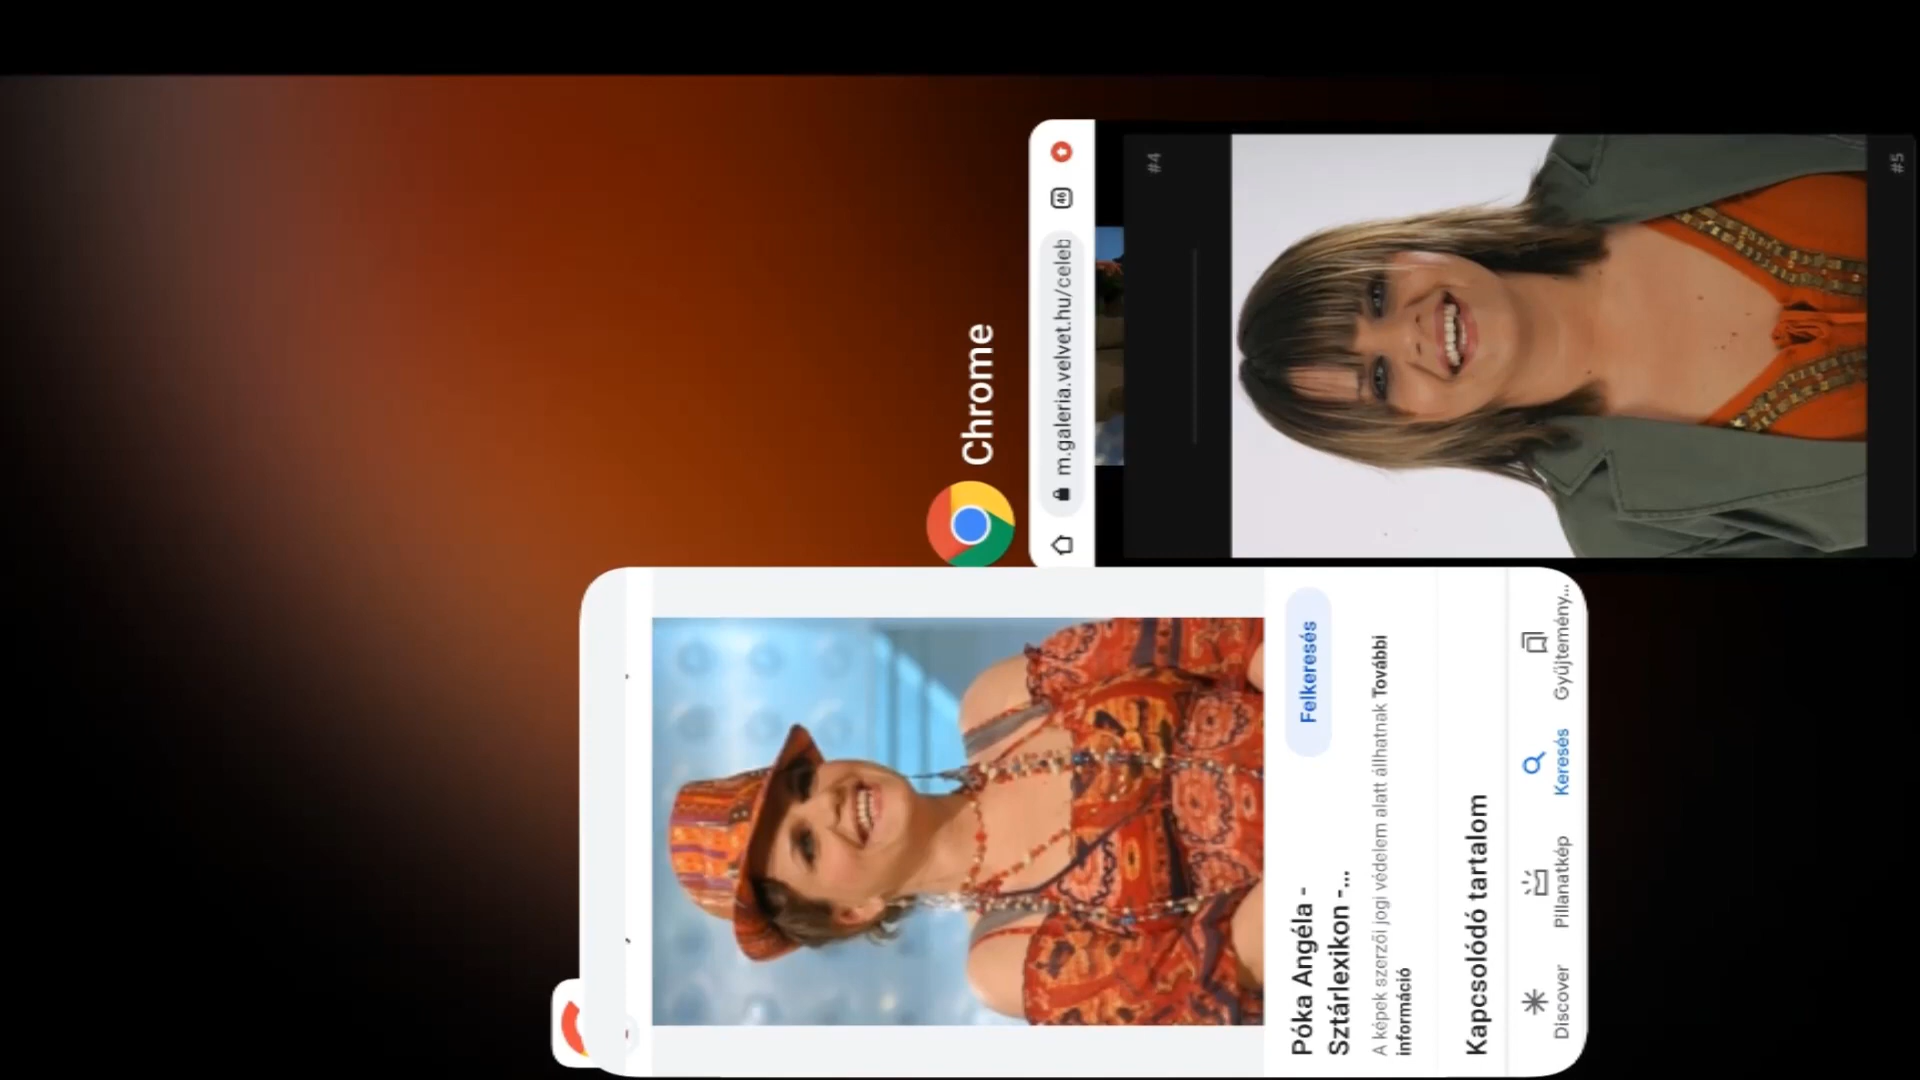 Chrome
m.galeria.velvet.hu/celeb
46
#4
#5
Póka Angéla -
Sztárlexikon -...
Felkeresés
A képek szerzői jogi védelem alatt állhatnak További
információ
Kapcsolódó tartalom
Discover
Pillanatkép
Keresés
Gyűjtemény...